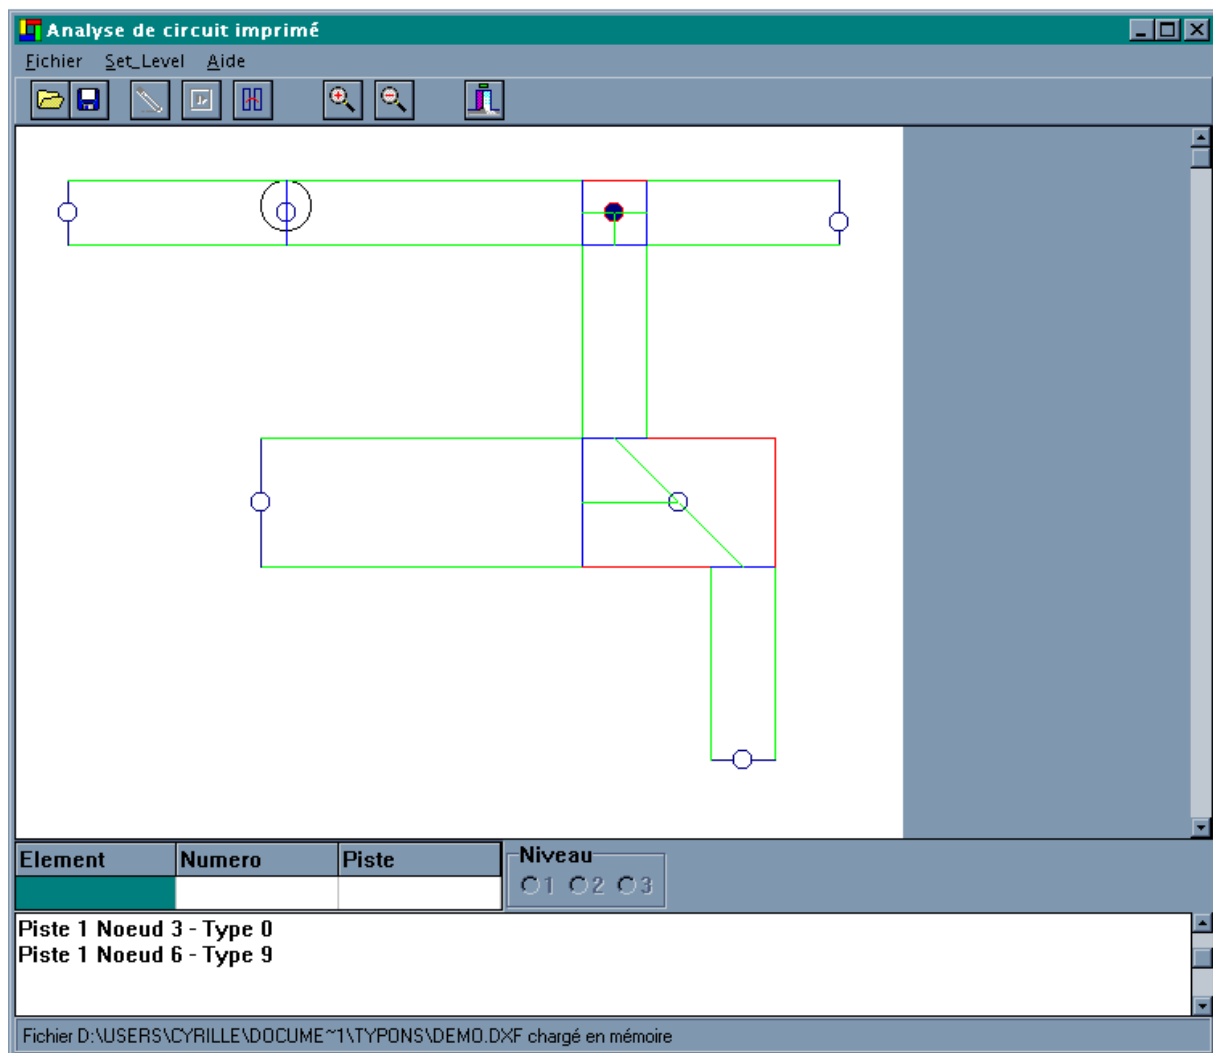 Analyse de circuit imprimé
Fichier Set_Level Aide
Element Numero Piste Niveau
1 2 3
Piste 1 Noeud 3 - Type 0
Piste 1 Noeud 6 - Type 9
Fichier D:\USERS\CYRILLE\DOCUME~1\TYPONS\DEMO.DXF chargé en mémoire